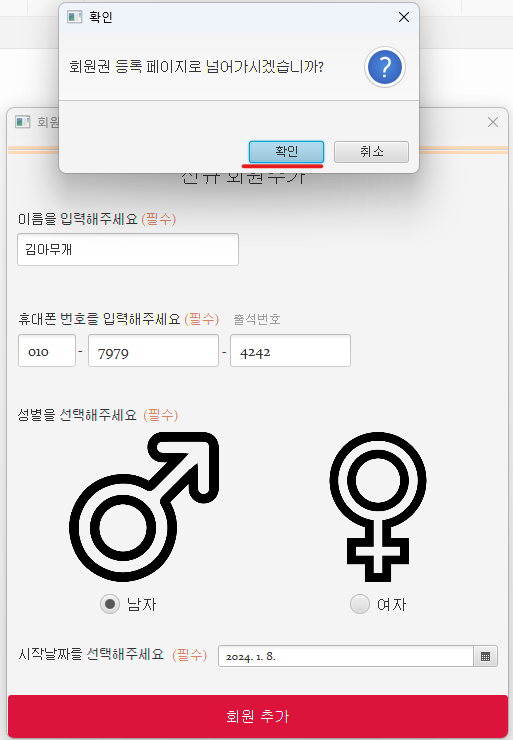 확인
회원권 등록 페이지로 넘어가시겠습니까?
확인 취소
회원
신규 회원추가
이름을 입력해주세요 (필수)
김아무개
휴대폰 번호를 입력해주세요 (필수) 출석번호
010 - 7979 - 4242
성별을 선택해주세요 (필수)
남자 여자
시작날짜를 선택해주세요 (필수) 2024. 1. 8.
회원 추가